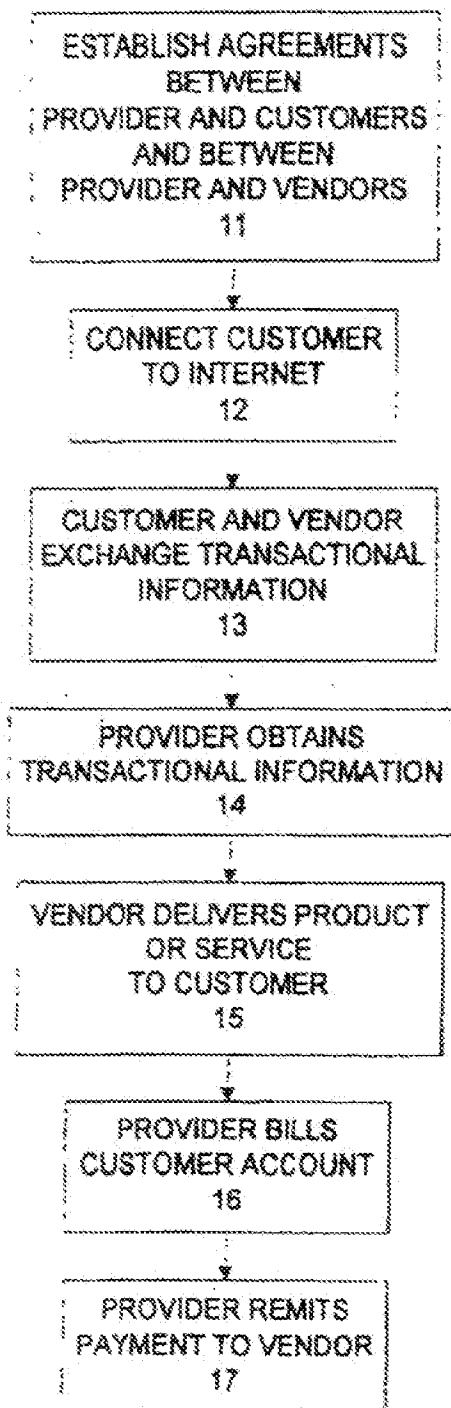 ESTABLISH AGREEMENTS
BETWEEN
PROVIDER AND CUSTOMERS
AND BETWEEN
PROVIDER AND VENDORS
11
CONNECT CUSTOMER
TO INTERNET
12
CUSTOMER AND VENDOR
EXCHANGE TRANSACTIONAL
INFORMATION
13
PROVIDER OBTAINS
TRANSACTIONAL INFORMATION
14
VENDOR DELIVERS PRODUCT
OR SERVICE
TO CUSTOMER
15
PROVIDER BILLS
CUSTOMER ACCOUNT
16
PROVIDER REMITS
PAYMENT TO VENDOR
17